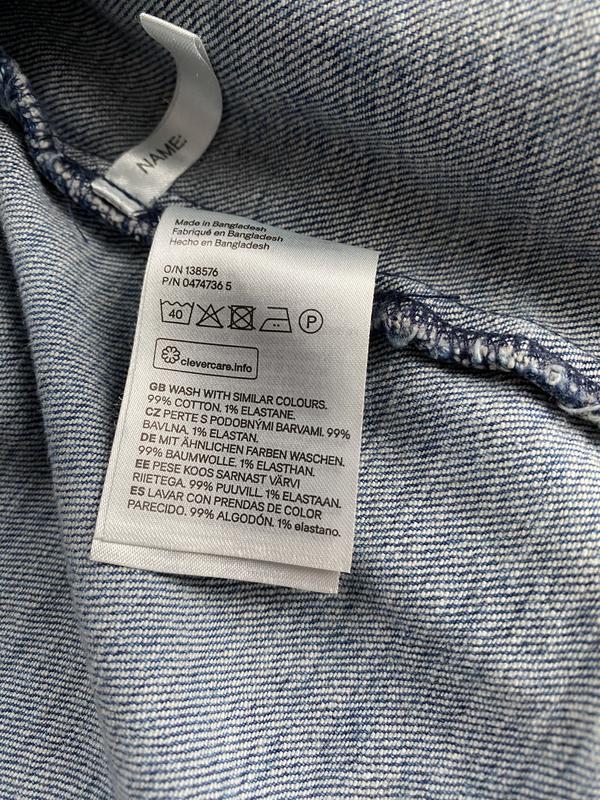 NAME:
Made in Bangladesh
Fabriqué en Bangladesh
Hecho en Bangladesh
O/N 138576
P/N 0474736 5
40 P
clevercare.info
GB WASH WITH SIMILAR COLOURS.
99% COTTON. 1% ELASTANE.
CZ PERTE S PODOBNÝMI BARVAMI. 99%
BAVLNA. 1% ELASTAN.
DE MIT ÄHNLICHEN FARBEN WASCHEN.
99% BAUMWOLLE. 1% ELASTHAN.
EE PESE KOOS SARNAST VÄRVI
RIIETEGA. 99% PUUVILL. 1% ELASTAAN.
ES LAVAR CON PRENDAS DE COLOR
PARECIDO. 99% ALGODÓN. 1% elastano.